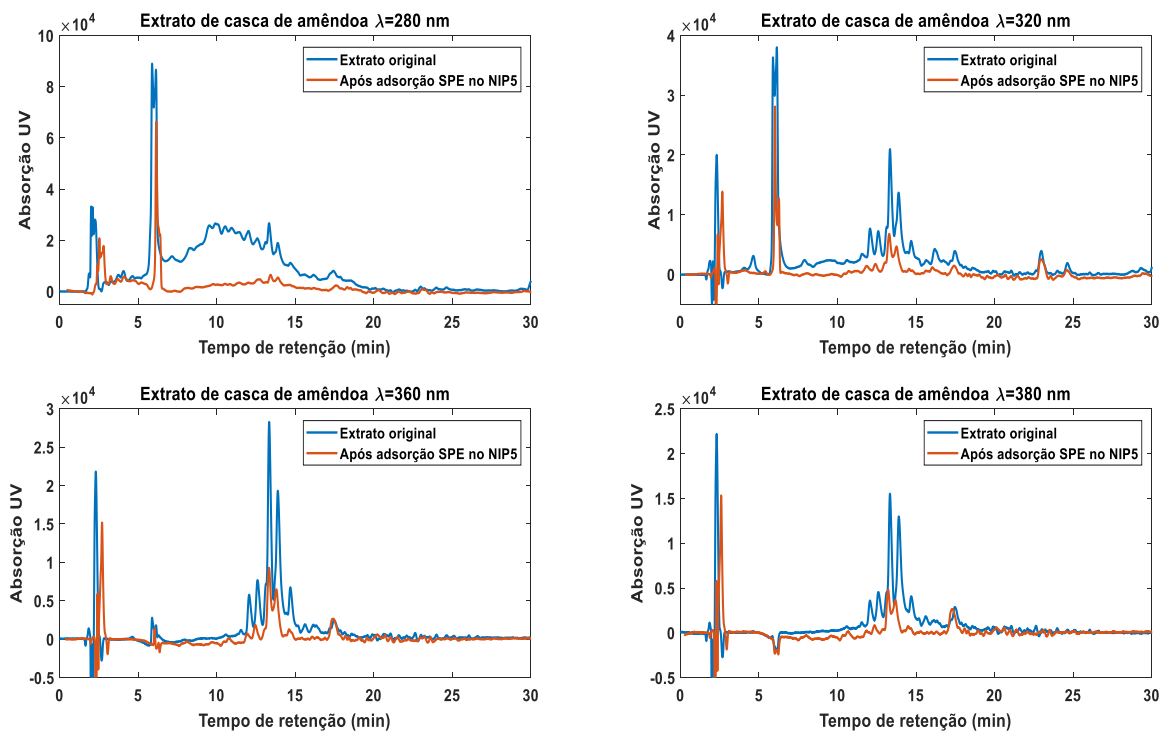 Extrato de casca de amêndoa λ=280 nm
×10⁴
Extrato original
Após adsorção SPE no NIP5
10
8
6
4
2
0
Absorção UV
0 5 10 15 20 25 30
Tempo de retenção (min)
Extrato de casca de amêndoa λ=320 nm
×10⁴
Extrato original
Após adsorção SPE no NIP5
4
3
2
1
0
Absorção UV
0 5 10 15 20 25 30
Tempo de retenção (min)
Extrato de casca de amêndoa λ=360 nm
×10⁴
Extrato original
Após adsorção SPE no NIP5
3
2.5
2
1.5
1
0.5
0
-0.5
Absorção UV
0 5 10 15 20 25 30
Tempo de retenção (min)
Extrato de casca de amêndoa λ=380 nm
×10⁴
Extrato original
Após adsorção SPE no NIP5
2.5
2
1.5
1
0.5
0
-0.5
Absorção UV
0 5 10 15 20 25 30
Tempo de retenção (min)